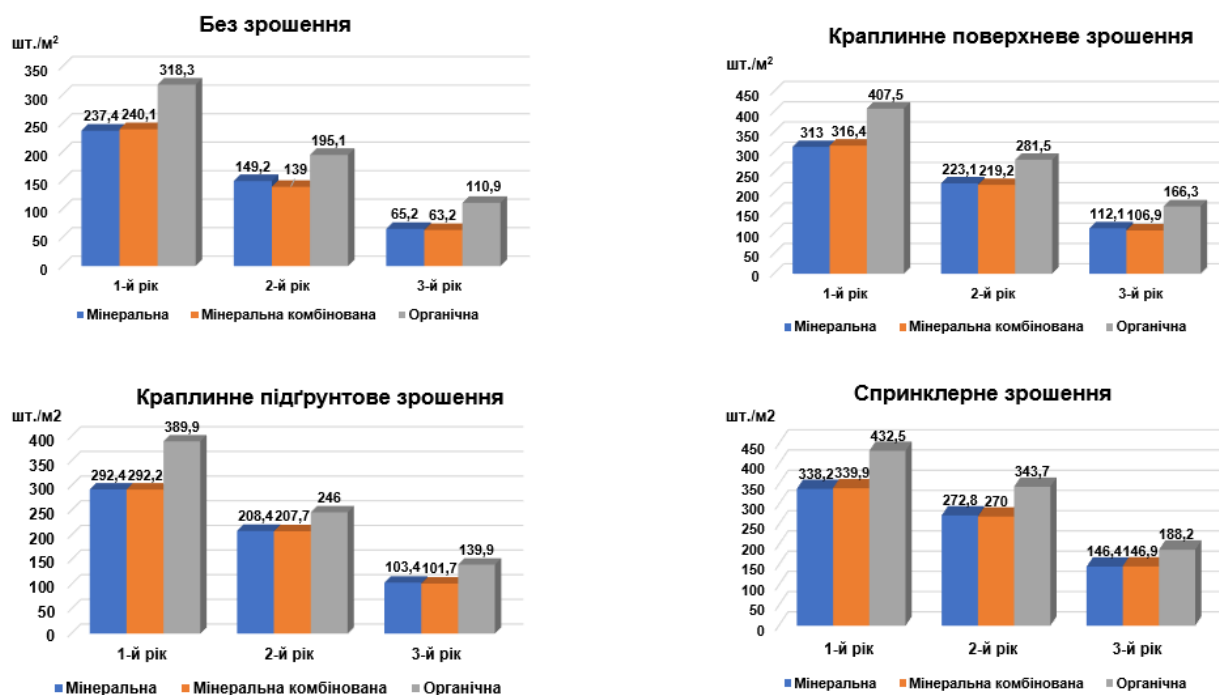 Без зрошення
шт./м²
350
300
250
200
150
100
50
0
237,4 240,1 318,3
149,2 139 195,1
65,2 63,2 110,9
1-й рік 2-й рік 3-й рік
Мінеральна Мінеральна комбінована Органічна
Краплинне поверхневе зрошення
шт./м²
450
400
350
300
250
200
150
100
50
0
313 316,4 407,5
223,1 219,2 281,5
112,1 106,9 166,3
1-й рік 2-й рік 3-й рік
Мінеральна Мінеральна комбінована Органічна
Краплинне підґрунтове зрошення
шт./м2
400
350
300
250
200
150
100
50
0
292,4 292,2 389,9
208,4 207,7 246
103,4 101,7 139,9
1-й рік 2-й рік 3-й рік
Мінеральна Мінеральна комбінована Органічна
Спринклерне зрошення
шт./м2
450
400
350
300
250
200
150
100
50
0
338,2 339,9 432,5
272,8 270 343,7
146,4 146,9 188,2
1-й рік 2-й рік 3-й рік
Мінеральна Мінеральна комбінована Органічна